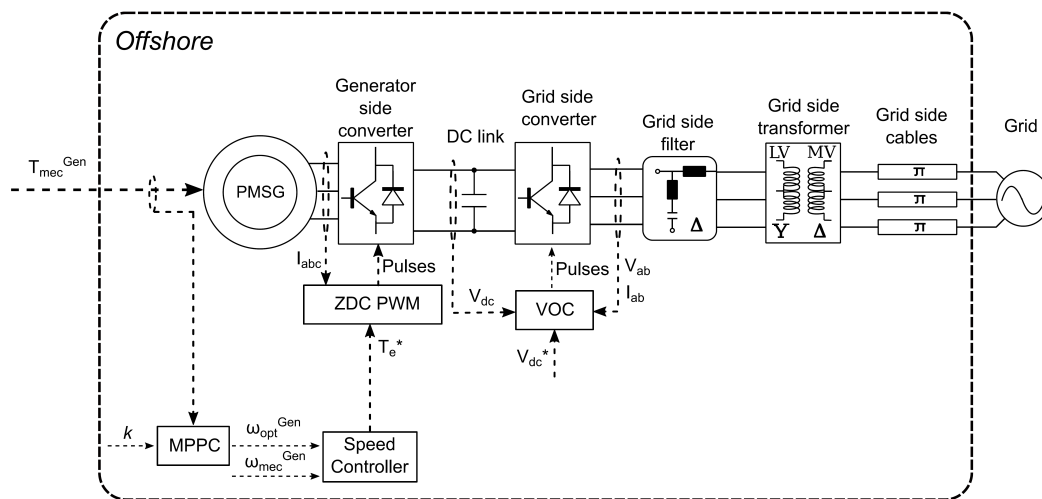 Offshore
Generator
side
converter
DC link
Grid side
converter
Grid side
filter
Grid side
transformer
Grid side
cables
Grid
T_mec^Gen
PMSG
LV MV
Y Δ
Δ
π
π
π
I_abc
Pulses
ZDC PWM
V_dc
Pulses
VOC
V_ab
I_ab
T_e*
V_dc*
k
MPPC
ω_opt^Gen
ω_mec^Gen
Speed
Controller